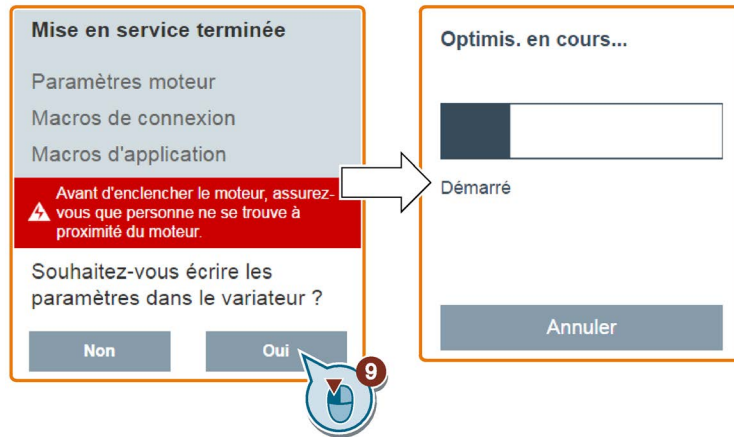 Mise en service terminée
Paramètres moteur
Macros de connexion
Macros d'application
Avant d'enclencher le moteur, assurez-
vous que personne ne se trouve à
proximité du moteur.
Souhaitez-vous écrire les
paramètres dans le variateur ?
Non
Oui
9
Optimis. en cours...
Démarré
Annuler